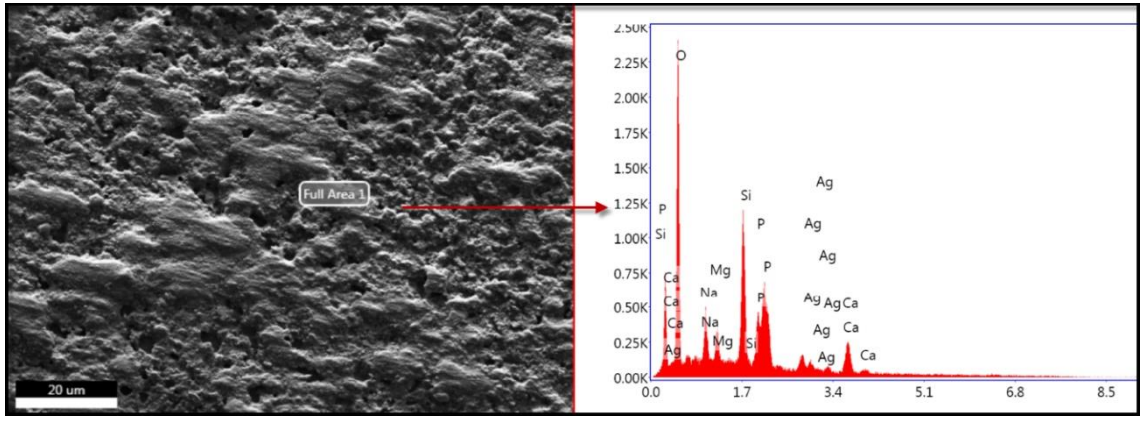 Full Area 1
20 um
2.50K
2.25K
2.00K
1.75K
1.50K
1.25K
1.00K
0.75K
0.50K
0.25K
0.00K
O
Ag
P
Si
P
Ag
Si
Ag
Ca
Mg
P
Na
P
Ag
Ca
Ag
Ca
Ca
Na
Ag
Ca
Mg
Si
Ag
Ag
Ca
0.0
1.7
3.4
5.1
6.8
8.5